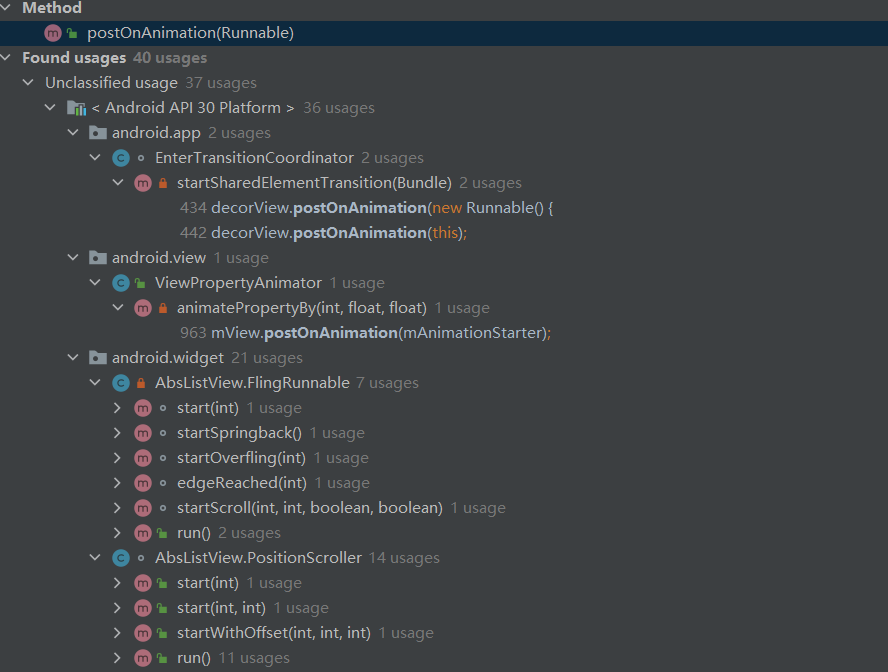 Method
postOnAnimation(Runnable)
Found usages 40 usages
Unclassified usage 37 usages
< Android API 30 Platform > 36 usages
android.app 2 usages
EnterTransitionCoordinator 2 usages
startSharedElementTransition(Bundle) 2 usages
434 decorView.postOnAnimation(new Runnable() {
442 decorView.postOnAnimation(this);
android.view 1 usage
ViewPropertyAnimator 1 usage
animatePropertyBy(int, float, float) 1 usage
963 mView.postOnAnimation(mAnimationStarter);
android.widget 21 usages
AbsListView.FlingRunnable 7 usages
start(int) 1 usage
startSpringback() 1 usage
startOverfling(int) 1 usage
edgeReached(int) 1 usage
startScroll(int, int, boolean, boolean) 1 usage
run() 2 usages
AbsListView.PositionScroller 14 usages
start(int) 1 usage
start(int, int) 1 usage
startWithOffset(int, int, int) 1 usage
run() 11 usages